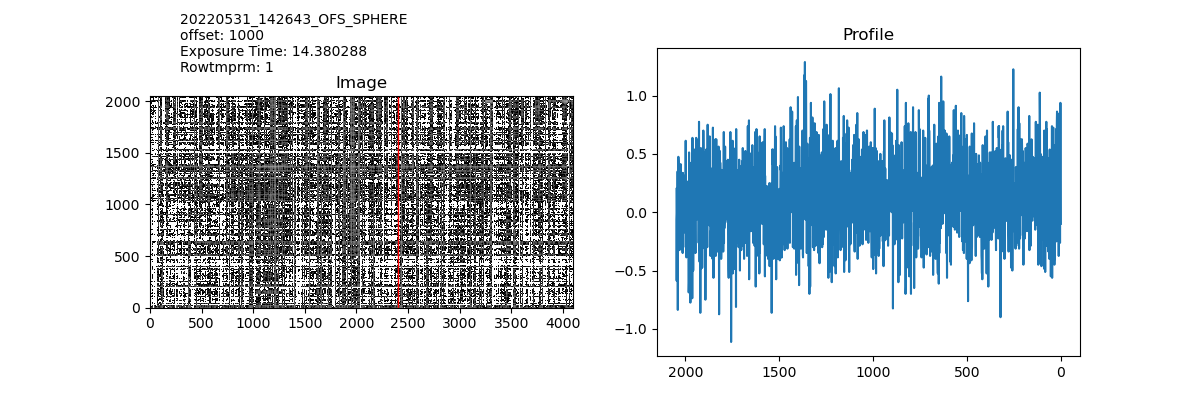 20220531_142643_OFS_SPHERE
offset: 1000
Exposure Time: 14.380288
Rowtmprm: 1
Image
2000
1500
1000
500
0
0 500 1000 1500 2000 2500 3000 3500 4000
Profile
1.0
0.5
0.0
−0.5
−1.0
2000 1500 1000 500 0